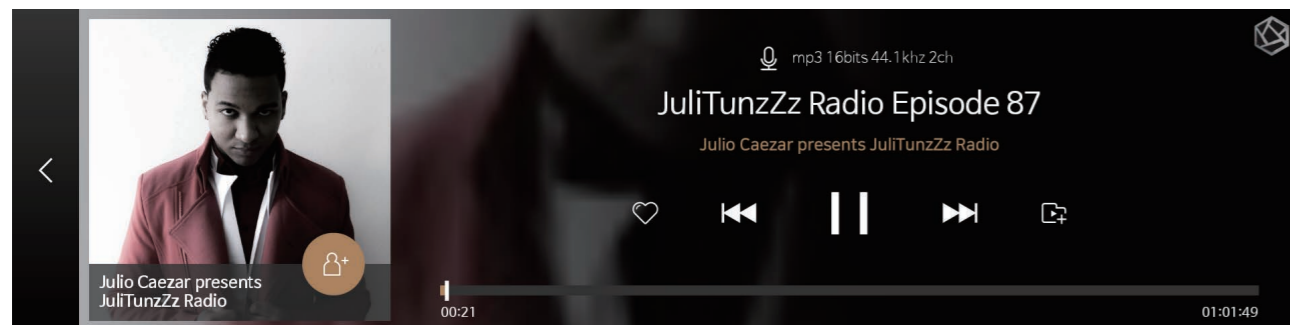 mp3 16bits 44.1khz 2ch
JuliTunzZz Radio Episode 87
Julio Caezar presents JuliTunzZz Radio
Julio Caezar presents
JuliTunzZz Radio
00:21
01:01:49